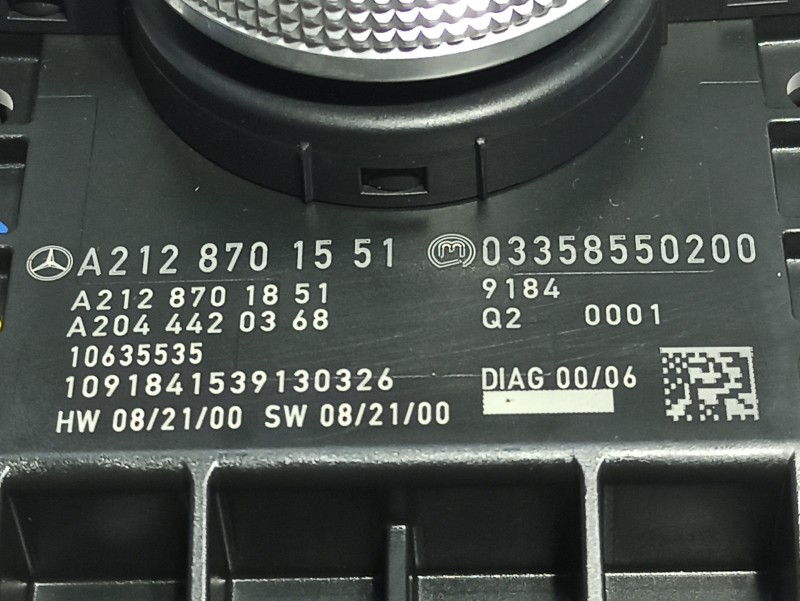 A212 870 15 51 03358550200
A212 870 18 51 9184
A204 442 03 68 Q2 0001
10635535
1091841539130326 DIAG 00/06
HW 08/21/00 SW 08/21/00